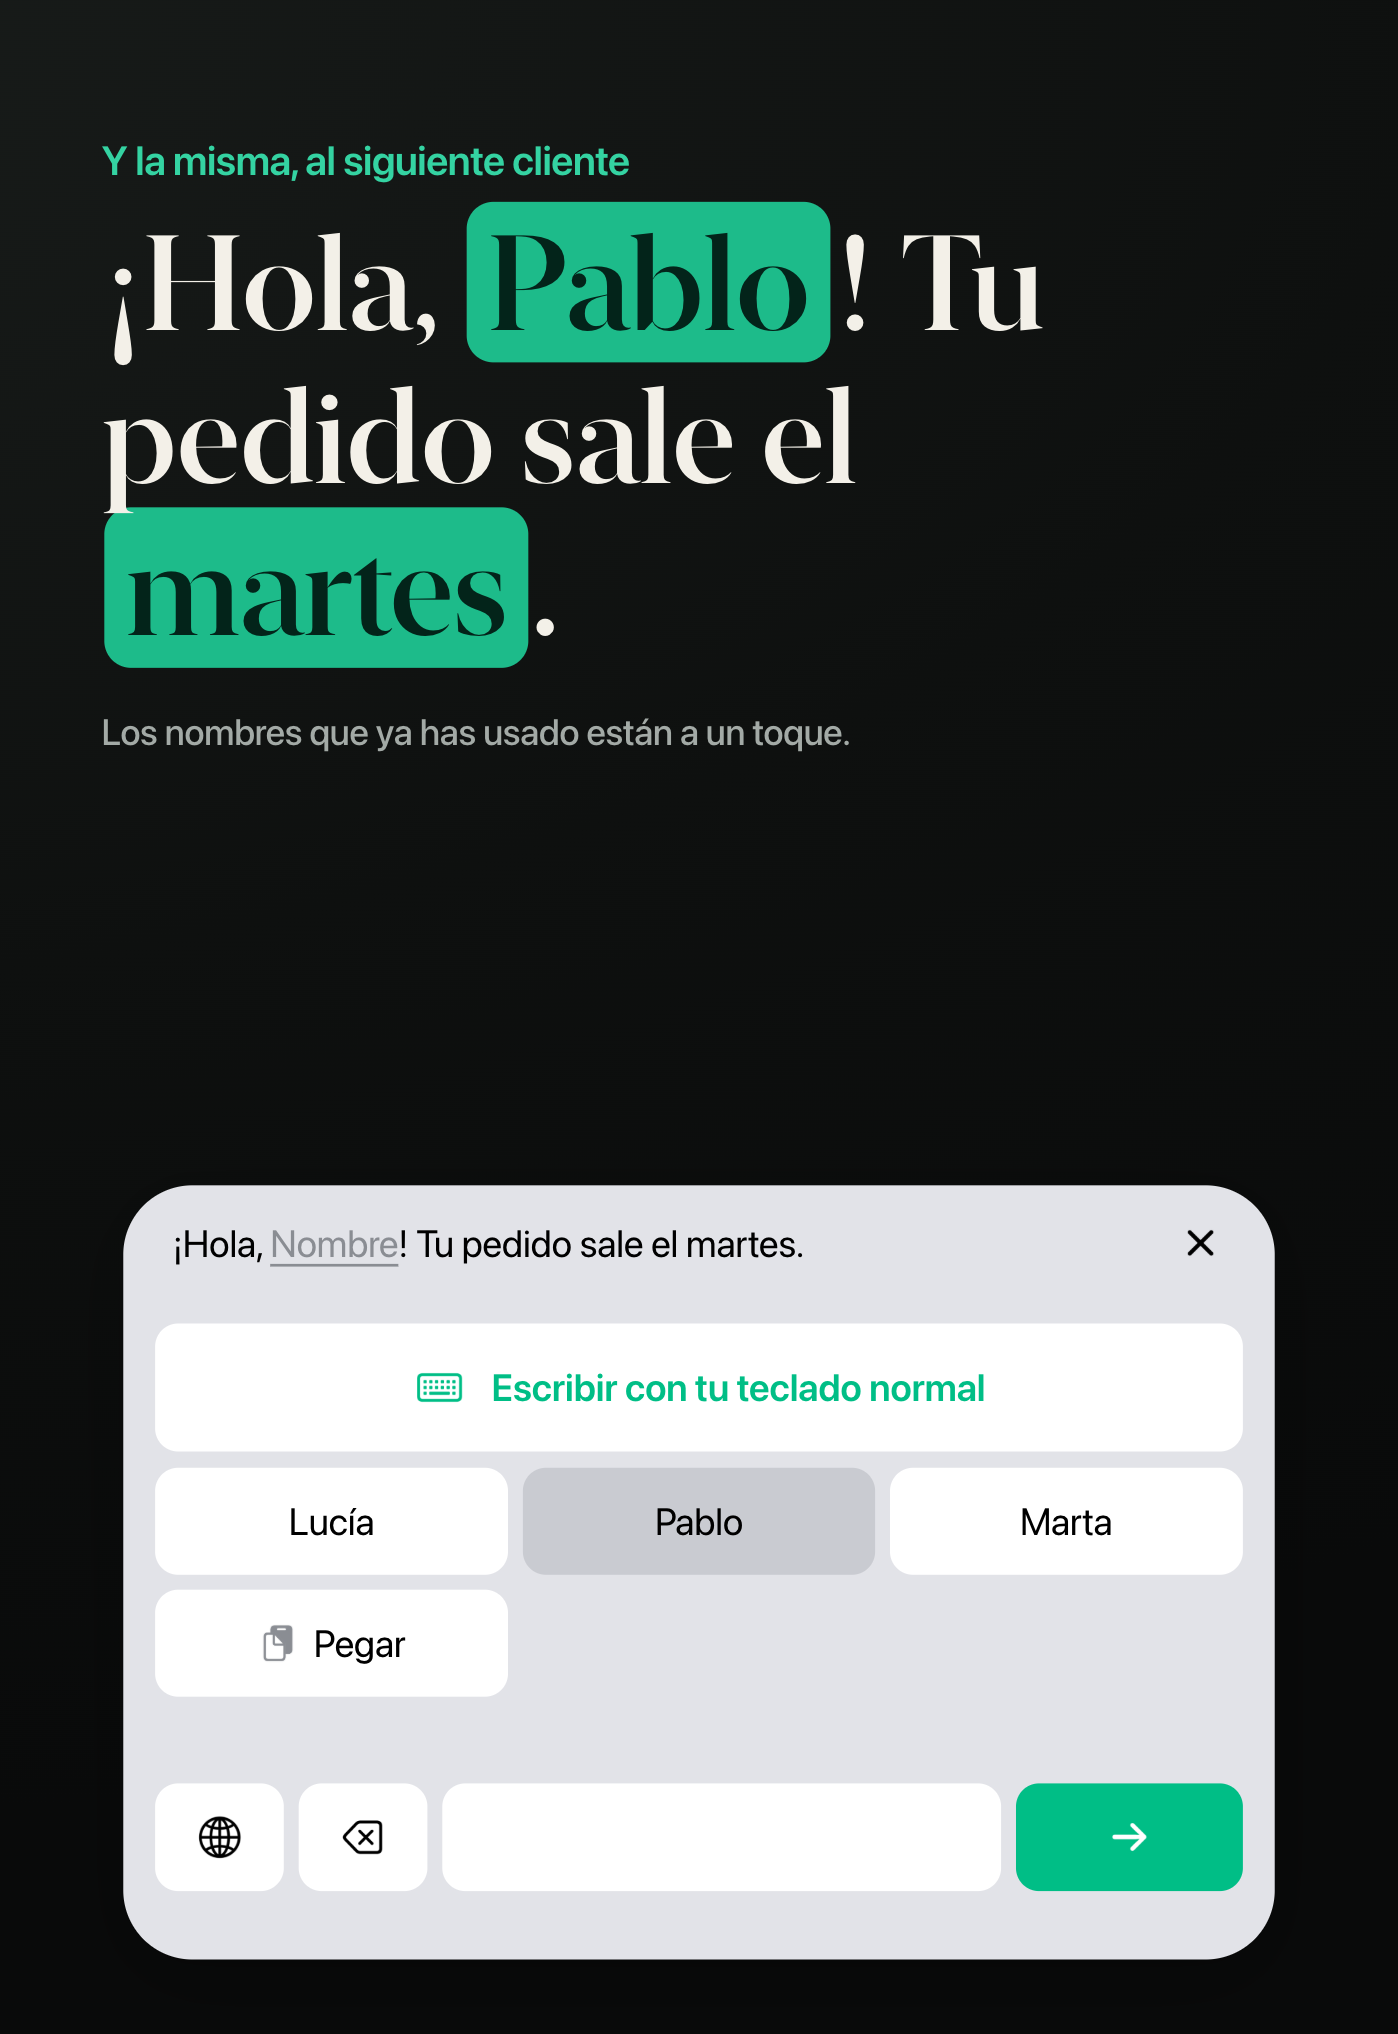 Y la misma, al siguiente cliente
¡Hola, Pablo! Tu
pedido sale el
martes.
Los nombres que ya has usado están a un toque.
¡Hola, Nombre! Tu pedido sale el martes.
Escribir con tu teclado normal
Lucía
Pablo
Marta
Pegar